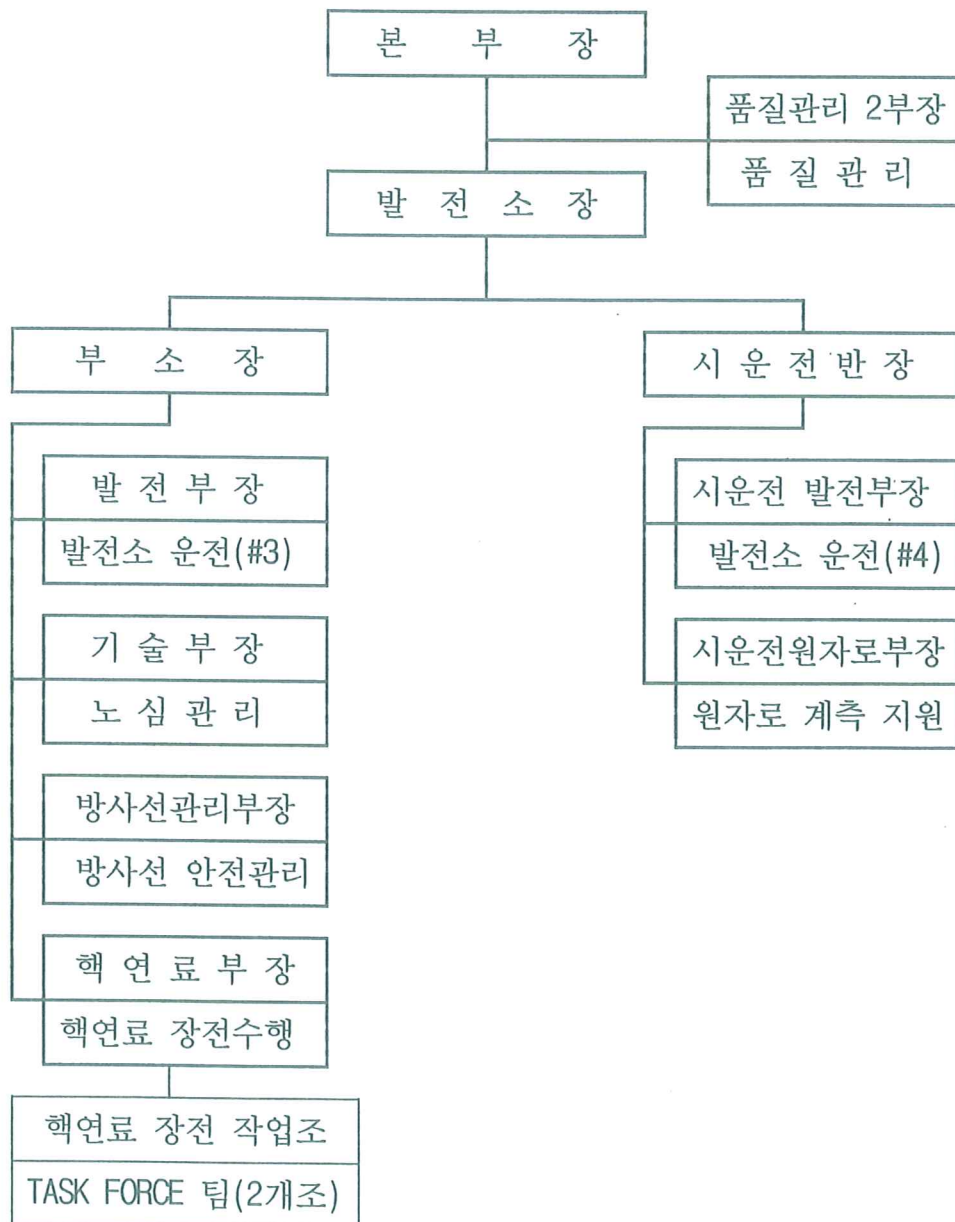 본 부 장
품질관리 2부장
품 질 관 리
발 전 소 장
부 소 장
시 운 전 반 장
발 전 부 장
발전소 운전(#3)
기 술 부 장
노 심 관 리
방사선관리부장
방사선 안전관리
핵 연 료 부 장
핵연료 장전수행
핵연료 장전 작업조
TASK FORCE 팀(2개조)
시운전 발전부장
발전소 운전(#4)
시운전원자로부장
원자로 계측 지원